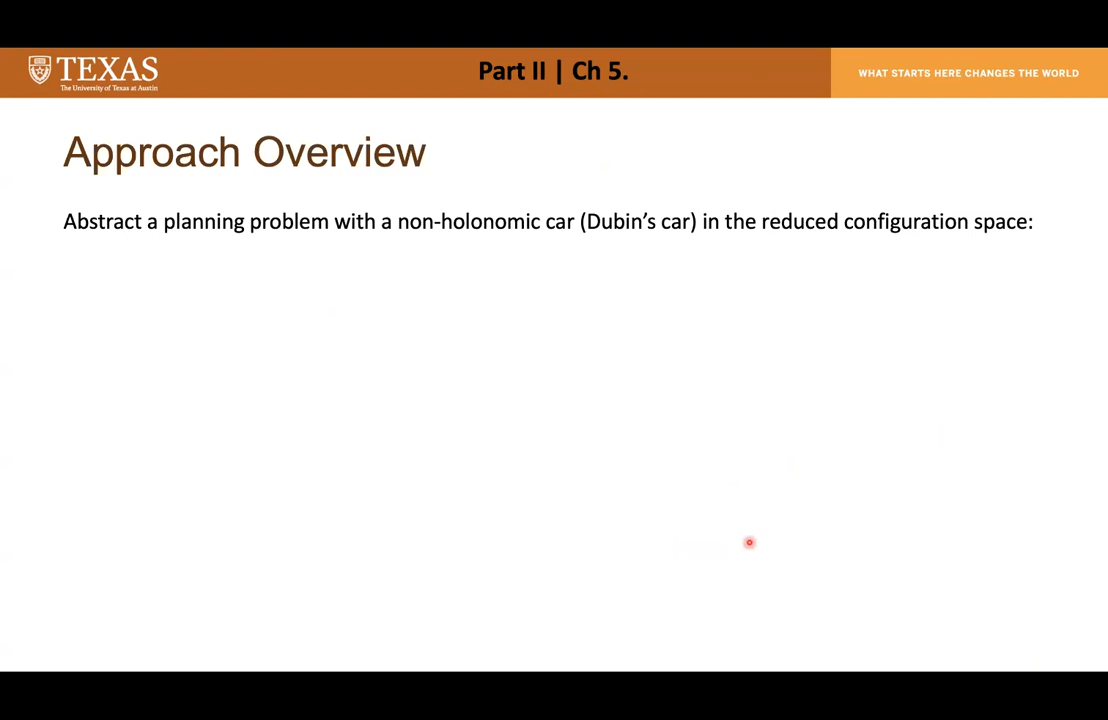 TEXAS
The University of Texas at Austin
Part II | Ch 5.
WHAT STARTS HERE CHANGES THE WORLD
Approach Overview
Abstract a planning problem with a non-holonomic car (Dubin’s car) in the reduced configuration space: